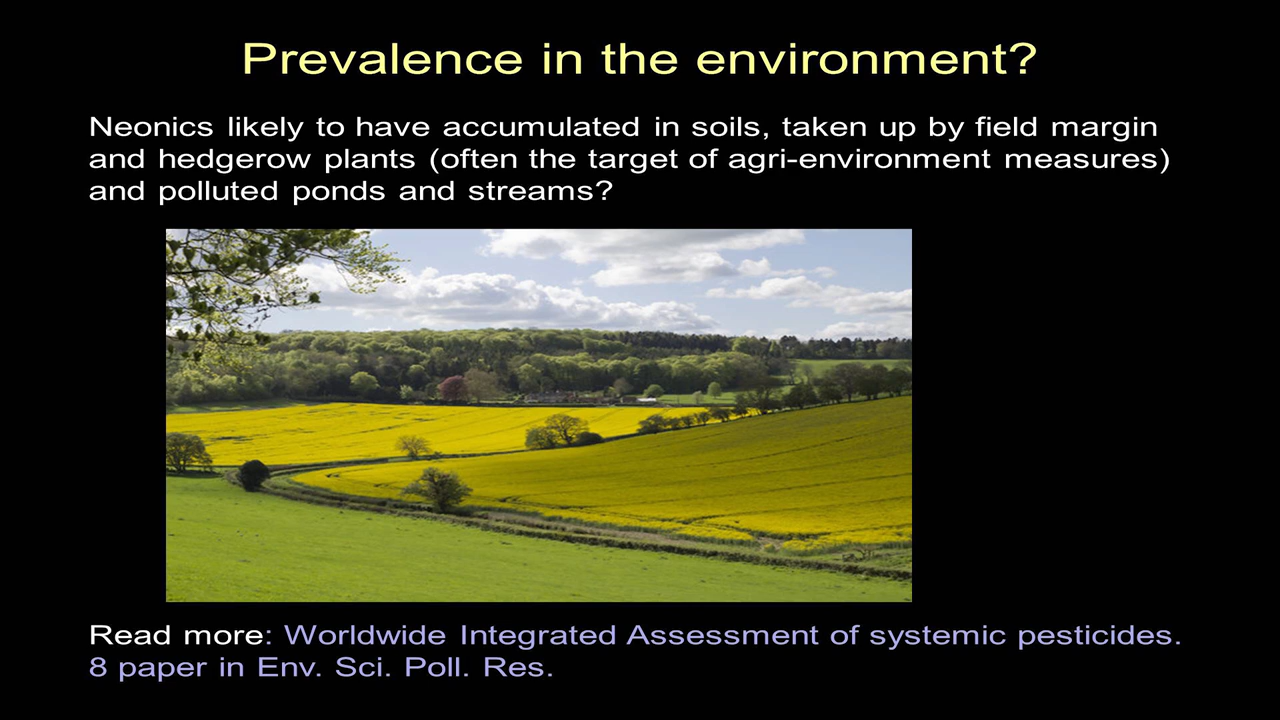 Prevalence in the environment?
Neonics likely to have accumulated in soils, taken up by field margin
and hedgerow plants (often the target of agri-environment measures)
and polluted ponds and streams?
Read more: Worldwide Integrated Assessment of systemic pesticides.
8 paper in Env. Sci. Poll. Res.